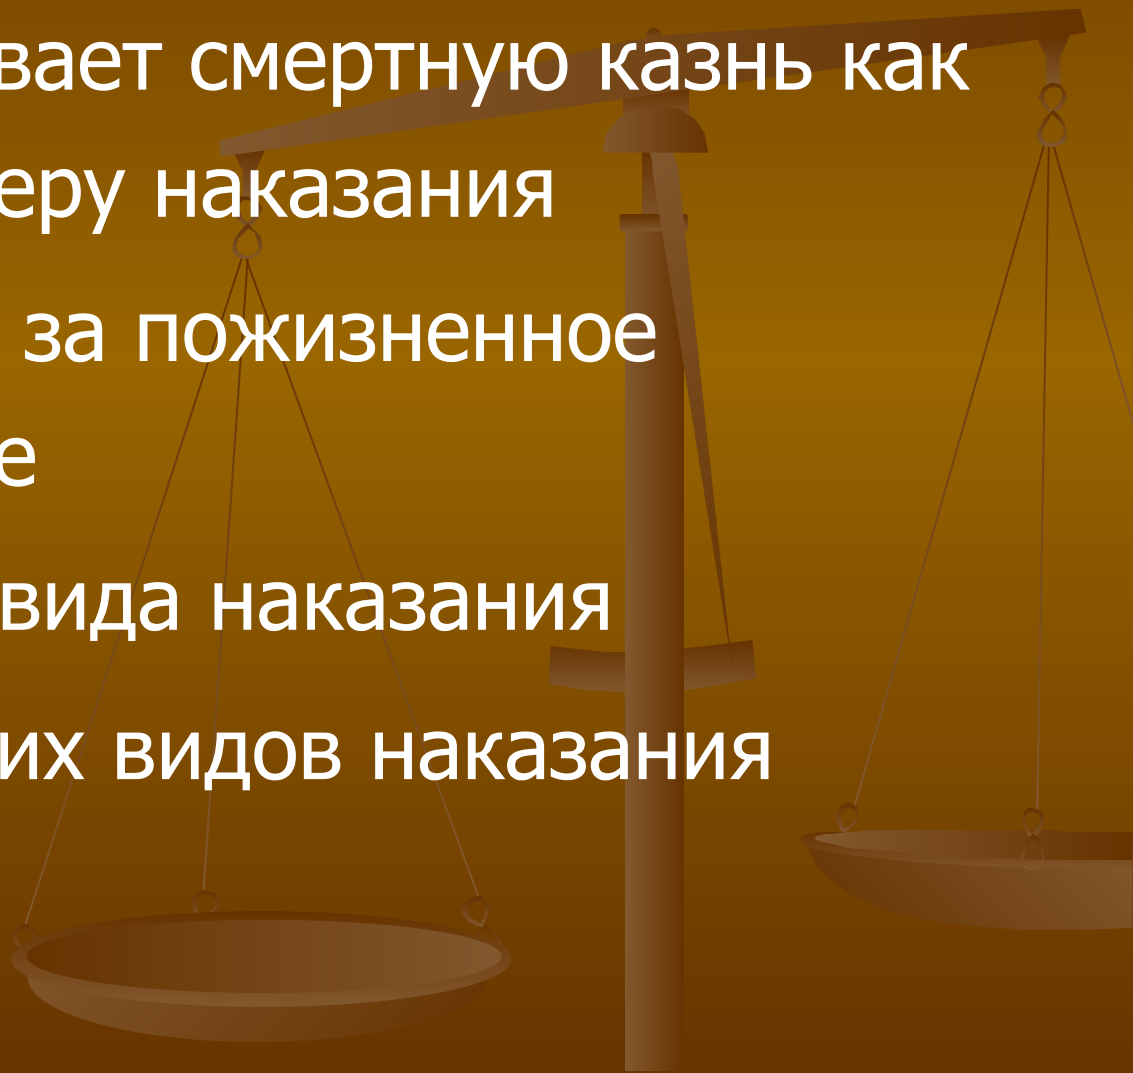 вает смертную казнь как
еру наказания
за пожизненное
е
вида наказания
их видов наказания